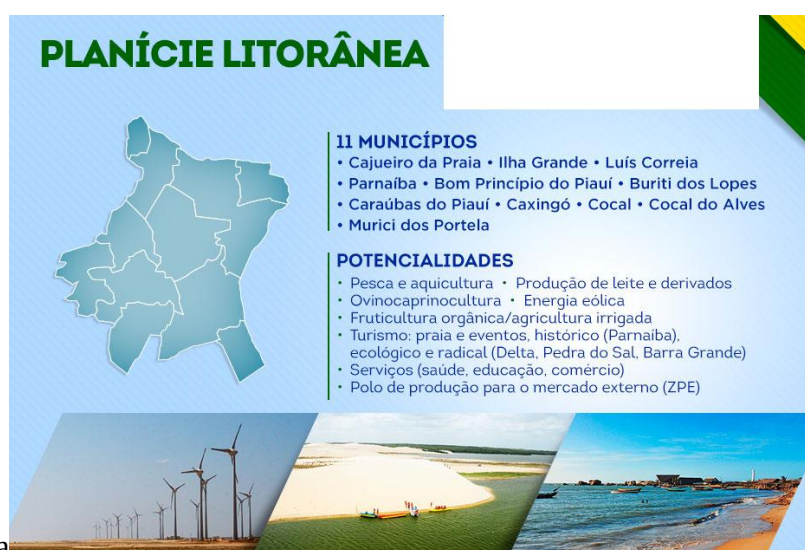 PLANÍCIE LITORÂNEA
11 MUNICÍPIOS
• Cajueiro da Praia • Ilha Grande • Luís Correia
• Parnaíba • Bom Princípio do Piauí • Buriti dos Lopes
• Caraúbas do Piauí • Caxingó • Cocal • Cocal do Alves
• Murici dos Portela
POTENCIALIDADES
• Pesca e aquicultura • Produção de leite e derivados
• Ovinocaprinocultura • Energia eólica
• Fruticultura orgânica/agricultura irrigada
• Turismo: praia e eventos, histórico (Parnaíba),
ecológico e radical (Delta, Pedra do Sal, Barra Grande)
• Serviços (saúde, educação, comércio)
• Polo de produção para o mercado externo (ZPE)
a